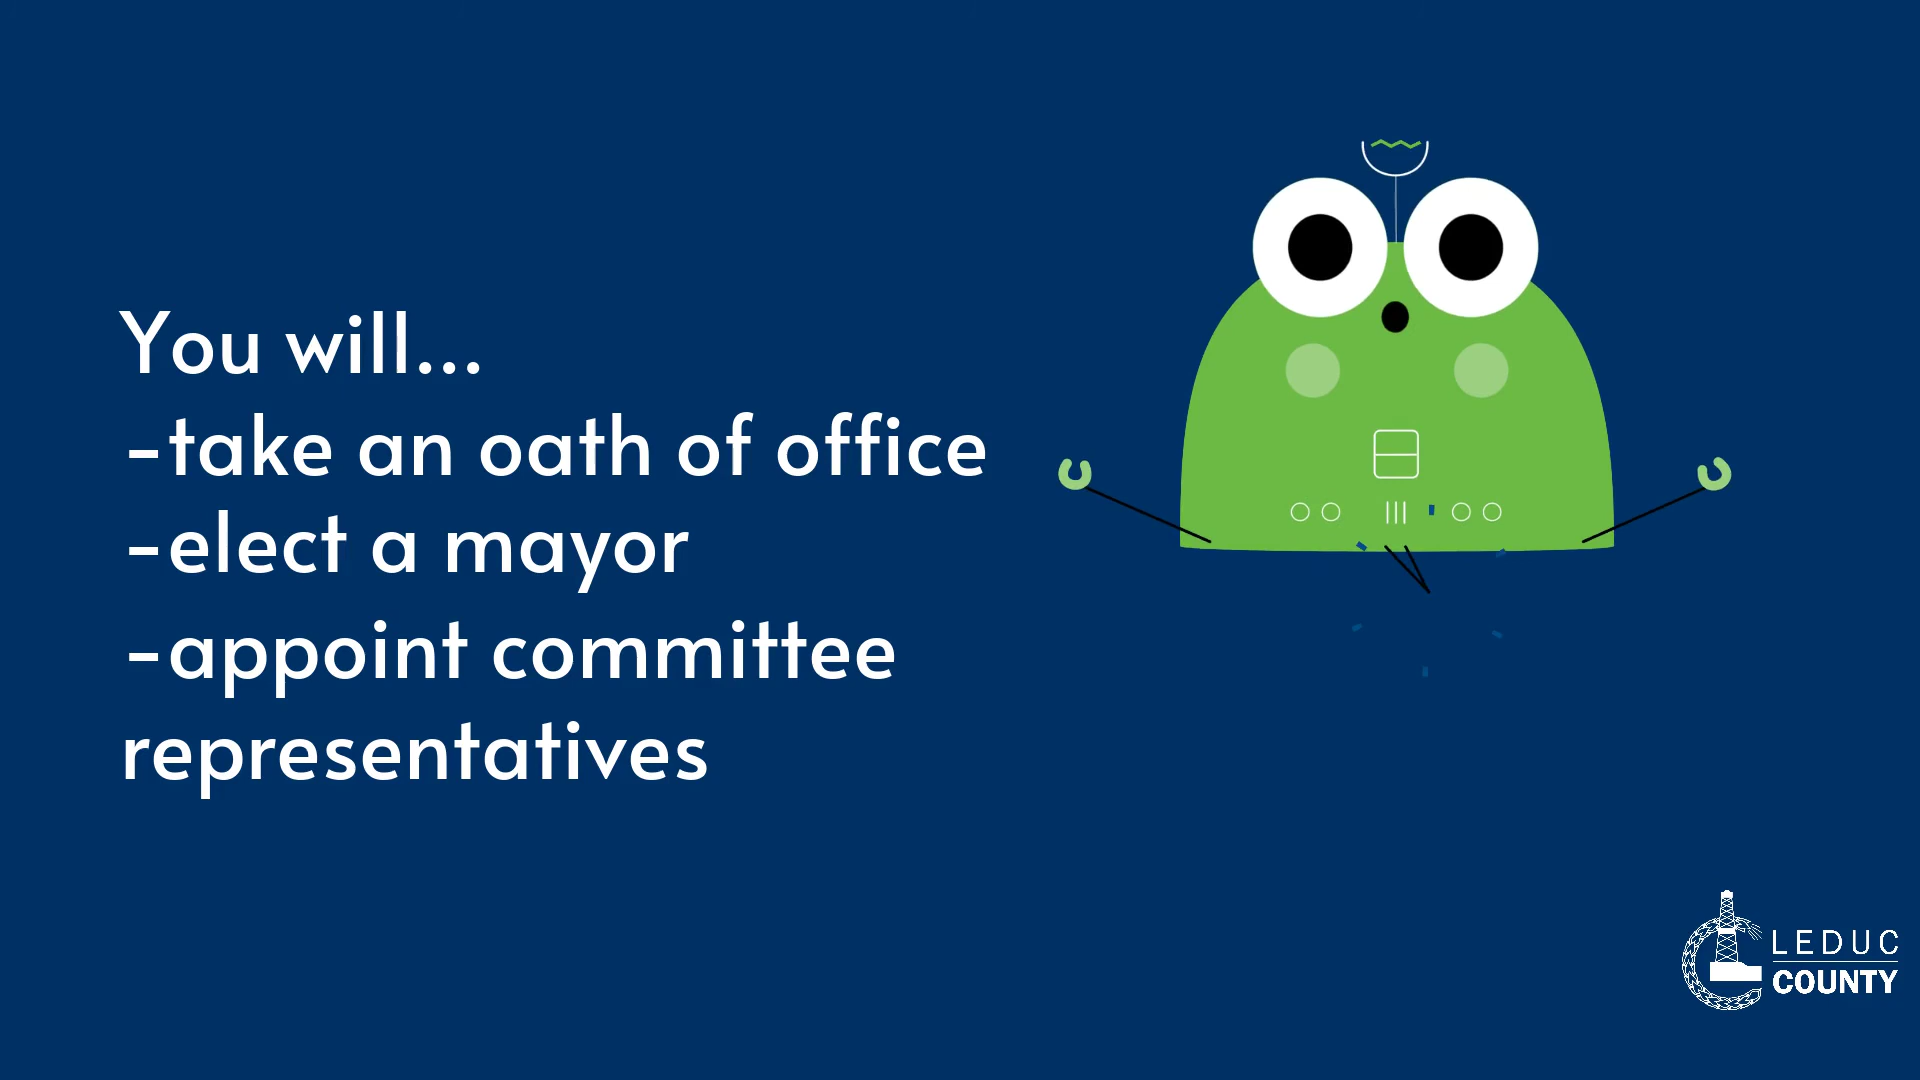 You will...
-take an oath of office
-elect a mayor
-appoint committee
representatives
LEDUC
COUNTY